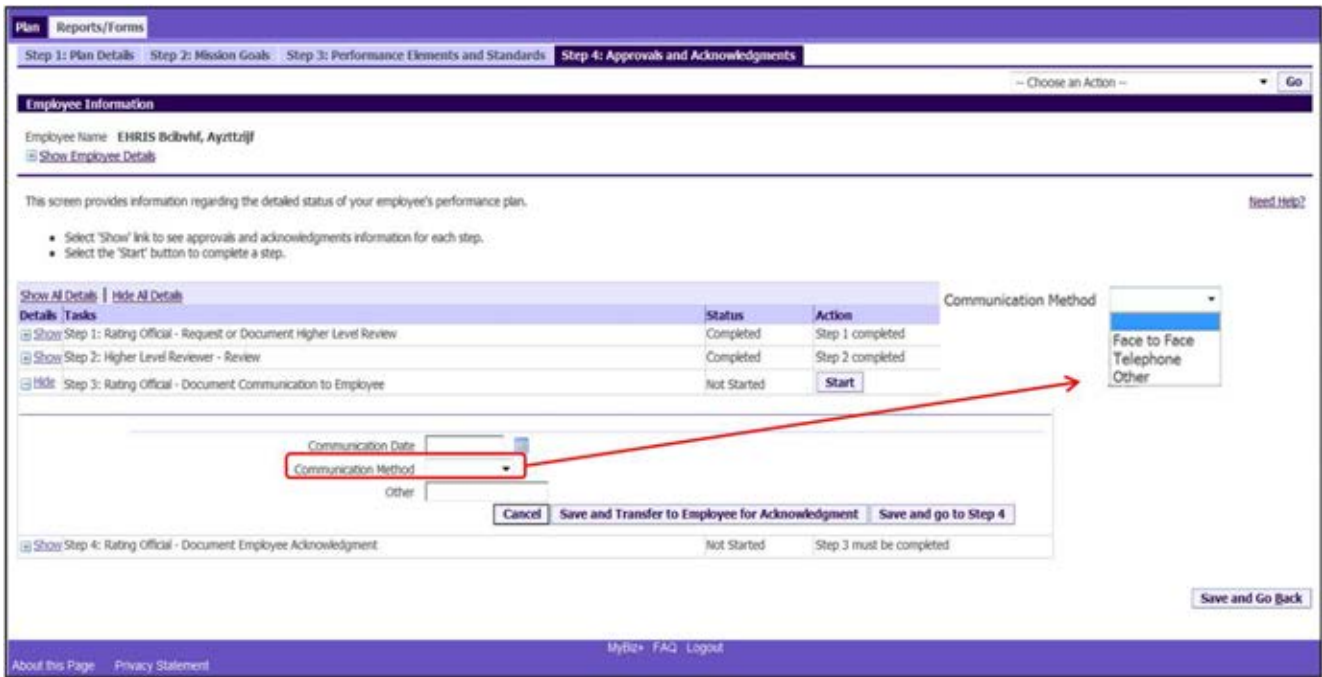 Plan Reports/Forms
Step 1: Plan Details Step 2: Mission Goals Step 3: Performance Elements and Standards Step 4: Approvals and Acknowledgments
-- Choose an Action -- Go
Employee Information
Employee Name EHRIS Bclbvhf, Ayzttzijf
Show Employee Details
This screen provides information regarding the detailed status of your employee's performance plan. Need Help?
• Select 'Show' link to see approvals and acknowledgments information for each step.
• Select the 'Start' button to complete a step.
Show All Details | Hide All Details
Details Tasks Status Action
Show Step 1: Rating Official - Request or Document Higher Level Review Completed Step 1 completed
Show Step 2: Higher Level Reviewer - Review Completed Step 2 completed
Hide Step 3: Rating Official - Document Communication to Employee Not Started Start
Communication Method
Face to Face
Telephone
Other
Communication Date
Communication Method
Other
Cancel Save and Transfer to Employee for Acknowledgment Save and go to Step 4
Show Step 4: Rating Official - Document Employee Acknowledgment Not Started Step 3 must be completed
Save and Go Back
MyBiz+ FAQ Logout
About this Page Privacy Statement